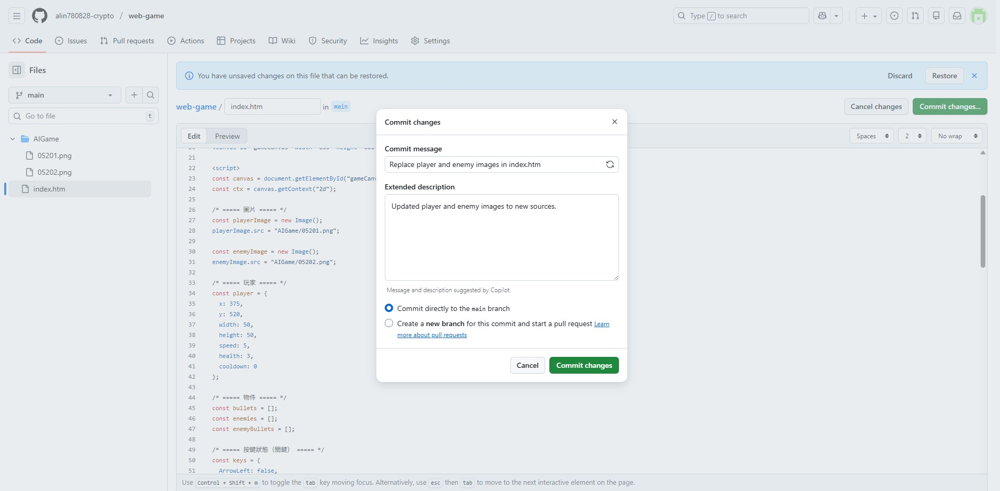 alin780828-crypto / web-game
Type / to search
Code
Issues
Pull requests
Actions
Projects
Wiki
Security
Insights
Settings
Files
main
Go to file
t
AIGame
05201.png
05202.png
index.htm
You have unsaved changes on this file that can be restored.
Discard
Restore
web-game / index.htm in main
Cancel changes
Commit changes...
Edit
Preview
Spaces
2
No wrap
21
22 <script>
23 const canvas = document.getElementById("gameCanv
24 const ctx = canvas.getContext("2d");
25
26 /* ===== 圖片 ===== */
27 const playerImage = new Image();
28 playerImage.src = "AIGame/05201.png";
29
30 const enemyImage = new Image();
31 enemyImage.src = "AIGame/05202.png";
32
33 /* ===== 玩家 ===== */
34 const player = {
35 x: 375,
36 y: 520,
37 width: 50,
38 height: 50,
39 speed: 5,
40 health: 3,
41 cooldown: 0
42 };
43
44 /* ===== 物件 ===== */
45 const bullets = [];
46 const enemies = [];
47 const enemyBullets = [];
48
49 /* ===== 按鍵狀態（關鍵） ===== */
50 const keys = {
51 ArrowLeft: false,
Use Control + Shift + m to toggle the tab key moving focus. Alternatively, use esc then tab to move to the next interactive element on the page.
Commit changes
Commit message
Replace player and enemy images in index.htm
Extended description
Updated player and enemy images to new sources.
Message and description suggested by Copilot.
Commit directly to the main branch
Create a new branch for this commit and start a pull request Learn
more about pull requests
Cancel
Commit changes